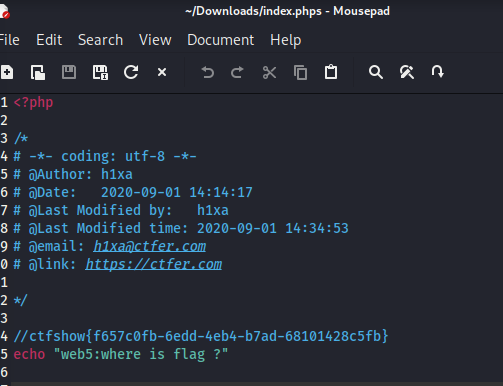 ~/Downloads/index.phps - Mousepad
File Edit Search View Document Help
1 <?php
2
3 /*
4 # -*- coding: utf-8 -*-
5 # @Author: h1xa
6 # @Date:   2020-09-01 14:14:17
7 # @Last Modified by:   h1xa
8 # @Last Modified time: 2020-09-01 14:34:53
9 # @email: h1xa@ctfer.com
0 # @link: https://ctfer.com
1
2 */
3
4 //ctfshow{f657c0fb-6edd-4eb4-b7ad-68101428c5fb}
5 echo "web5:where is flag ?"
6